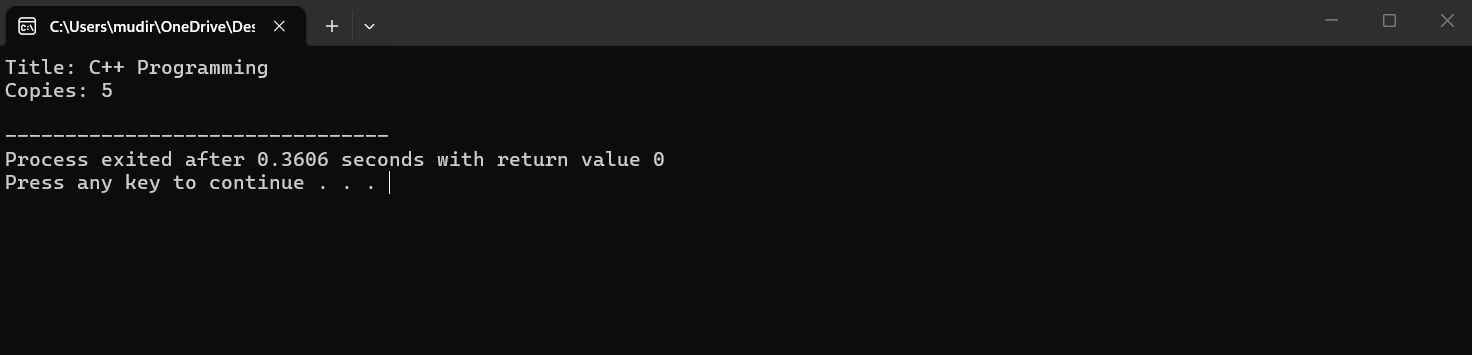 C:\Users\mudir\OneDrive\Des
Title: C++ Programming
Copies: 5
--------------------------------
Process exited after 0.3606 seconds with return value 0
Press any key to continue . . .